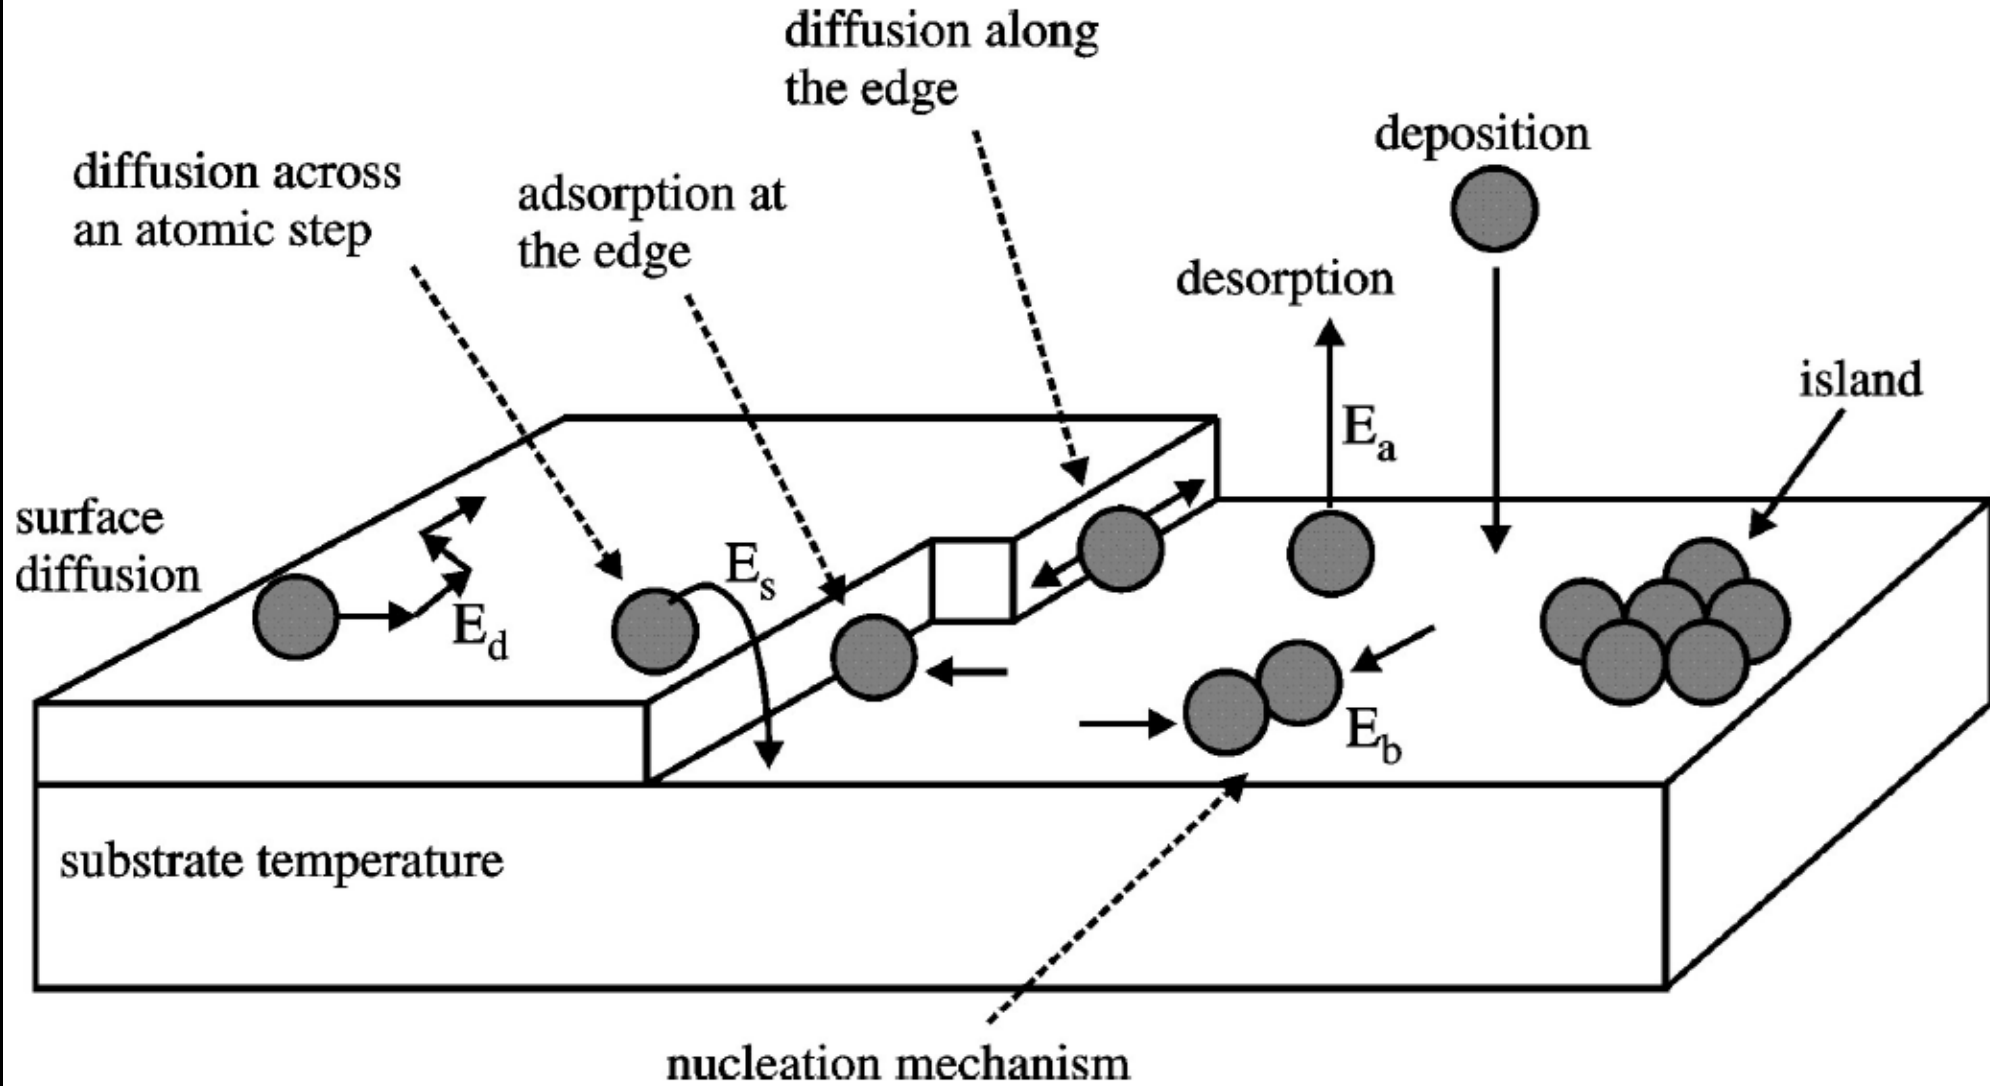 diffusion along
the edge
deposition
diffusion across
an atomic step
adsorption at
the edge
desorption
island
E_a
surface
diffusion
E_s
E_d
E_b
substrate temperature
nucleation mechanism